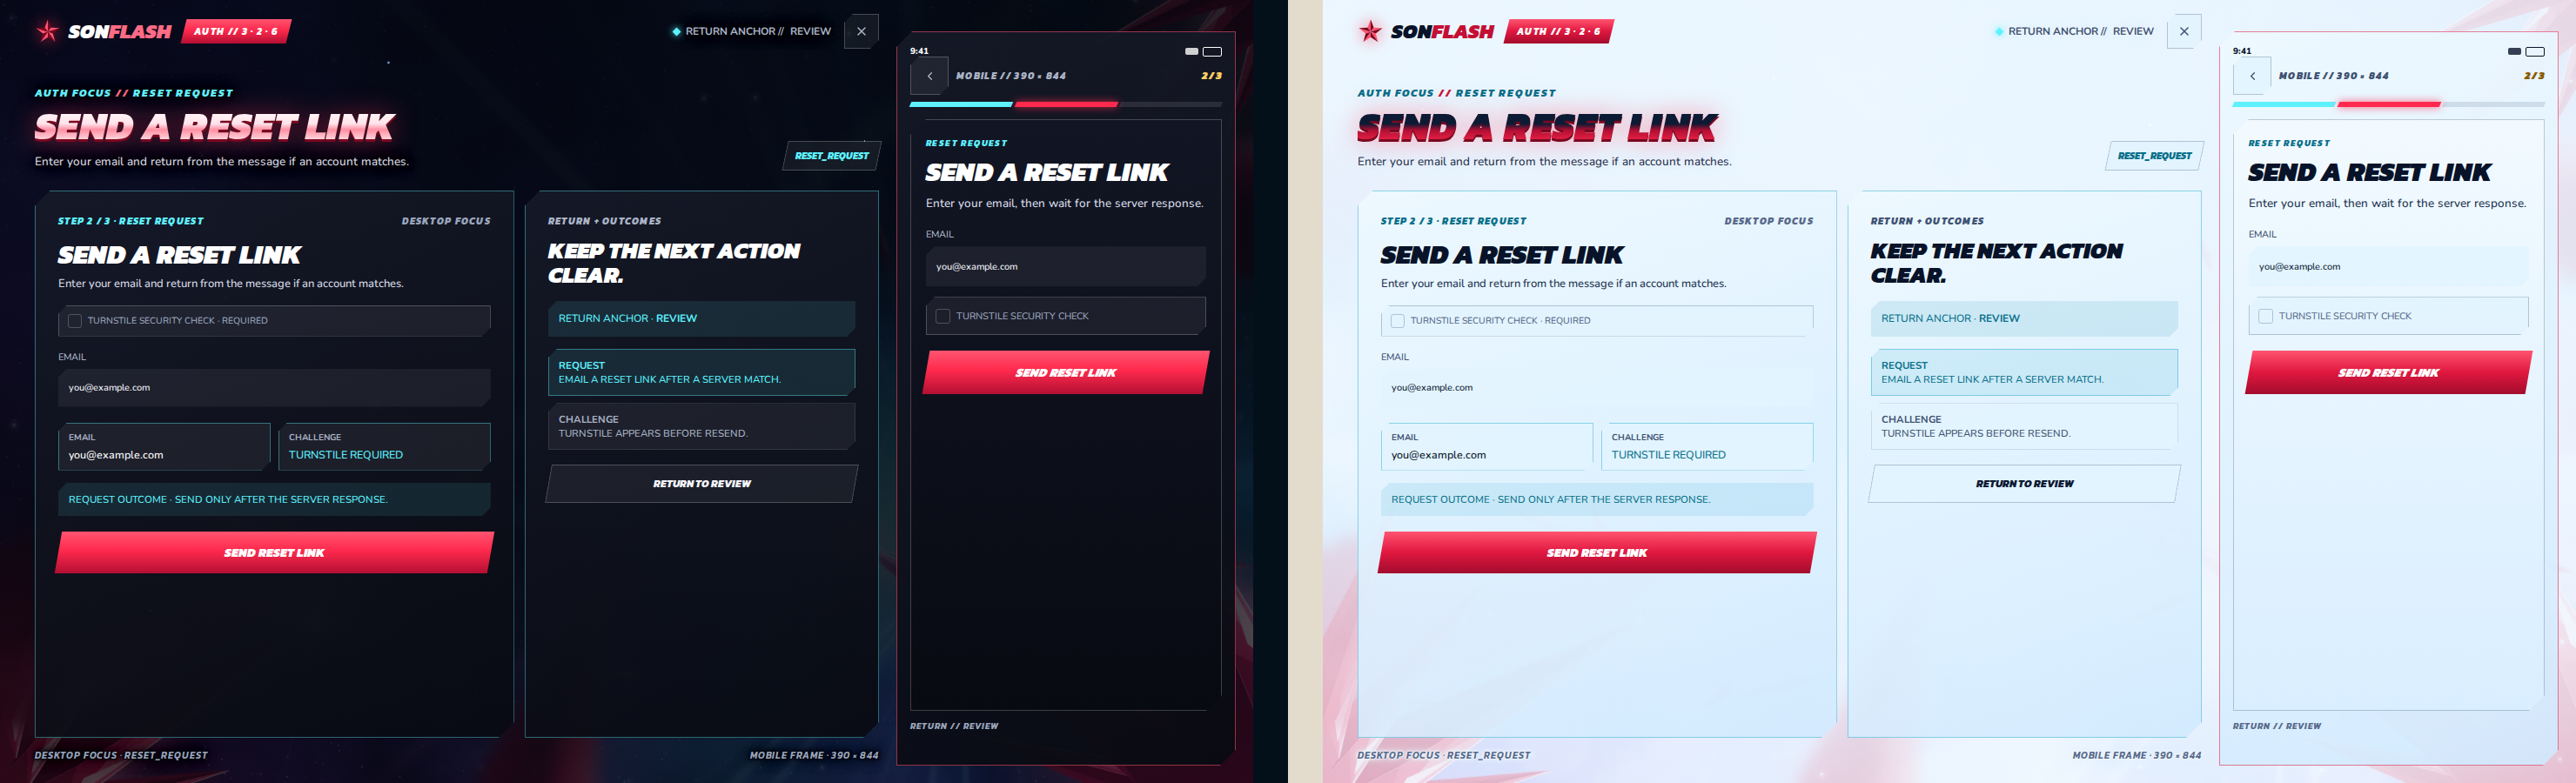 SONFLASH
AUTH // 3 · 2 · 6
RETURN ANCHOR // REVIEW
AUTH FOCUS // RESET REQUEST
SEND A RESET LINK
Enter your email and return from the message if an account matches.
RESET_REQUEST
STEP 2 / 3 · RESET REQUEST
DESKTOP FOCUS
SEND A RESET LINK
Enter your email and return from the message if an account matches.
TURNSTILE SECURITY CHECK · REQUIRED
EMAIL
you@example.com
EMAIL
you@example.com
CHALLENGE
TURNSTILE REQUIRED
REQUEST OUTCOME · SEND ONLY AFTER THE SERVER RESPONSE.
SEND RESET LINK
RETURN + OUTCOMES
KEEP THE NEXT ACTION
CLEAR.
RETURN ANCHOR · REVIEW
REQUEST
EMAIL A RESET LINK AFTER A SERVER MATCH.
CHALLENGE
TURNSTILE APPEARS BEFORE RESEND.
RETURN TO REVIEW
DESKTOP FOCUS · RESET_REQUEST
MOBILE FRAME · 390 × 844
9:41
MOBILE // 390 × 844
2/3
RESET REQUEST
SEND A RESET LINK
Enter your email, then wait for the server response.
EMAIL
you@example.com
TURNSTILE SECURITY CHECK
SEND RESET LINK
RETURN // REVIEW
SONFLASH
AUTH // 3 · 2 · 6
RETURN ANCHOR // REVIEW
AUTH FOCUS // RESET REQUEST
SEND A RESET LINK
Enter your email and return from the message if an account matches.
RESET_REQUEST
STEP 2 / 3 · RESET REQUEST
DESKTOP FOCUS
SEND A RESET LINK
Enter your email and return from the message if an account matches.
TURNSTILE SECURITY CHECK · REQUIRED
EMAIL
you@example.com
EMAIL
you@example.com
CHALLENGE
TURNSTILE REQUIRED
REQUEST OUTCOME · SEND ONLY AFTER THE SERVER RESPONSE.
SEND RESET LINK
RETURN + OUTCOMES
KEEP THE NEXT ACTION
CLEAR.
RETURN ANCHOR · REVIEW
REQUEST
EMAIL A RESET LINK AFTER A SERVER MATCH.
CHALLENGE
TURNSTILE APPEARS BEFORE RESEND.
RETURN TO REVIEW
DESKTOP FOCUS · RESET_REQUEST
MOBILE FRAME · 390 × 844
9:41
MOBILE // 390 × 844
2/3
RESET REQUEST
SEND A RESET LINK
Enter your email, then wait for the server response.
EMAIL
you@example.com
TURNSTILE SECURITY CHECK
SEND RESET LINK
RETURN // REVIEW